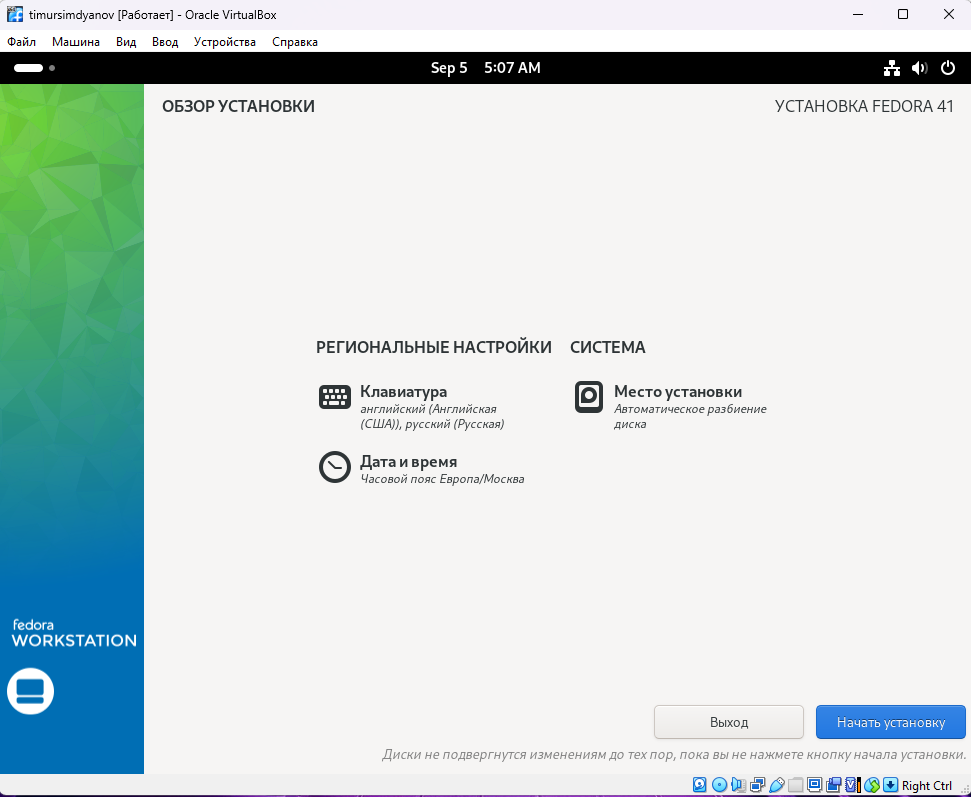 timursimdyanov [Работает] - Oracle VirtualBox
Файл Машина Вид Ввод Устройства Справка
Sep 5 5:07 AM
ОБЗОР УСТАНОВКИ
УСТАНОВКА FEDORA 41
РЕГИОНАЛЬНЫЕ НАСТРОЙКИ
Клавиатура
английский (Английская
(США)), русский (Русская)
Дата и время
Часовой пояс Европа/Москва
СИСТЕМА
Место установки
Автоматическое разбиение
диска
fedora
WORKSTATION
Выход
Начать установку
Диски не подвергнутся изменениям до тех пор, пока вы не нажмете кнопку начала установки.
Right Ctrl